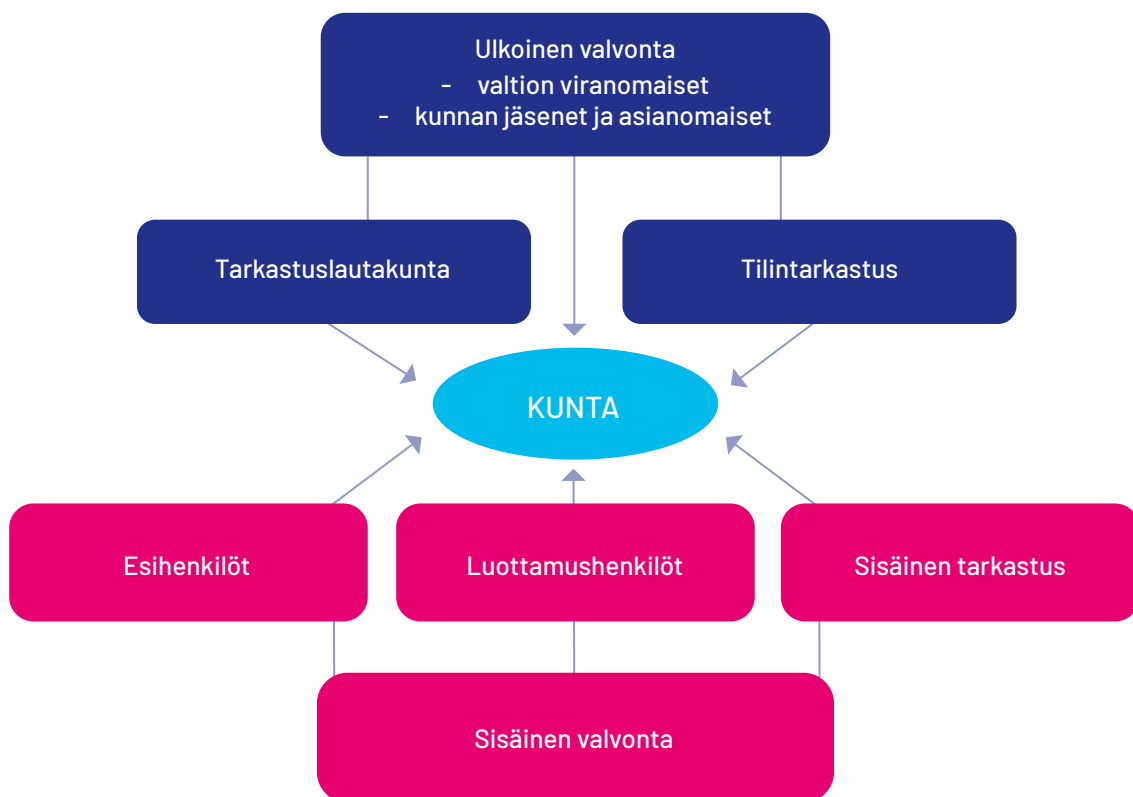 Ulkoinen valvonta
- valtion viranomaiset
- kunnan jäsenet ja asianomaiset
Tarkastuslautakunta
Tilintarkastus
KUNTA
Esihenkilöt
Luottamushenkilöt
Sisäinen tarkastus
Sisäinen valvonta